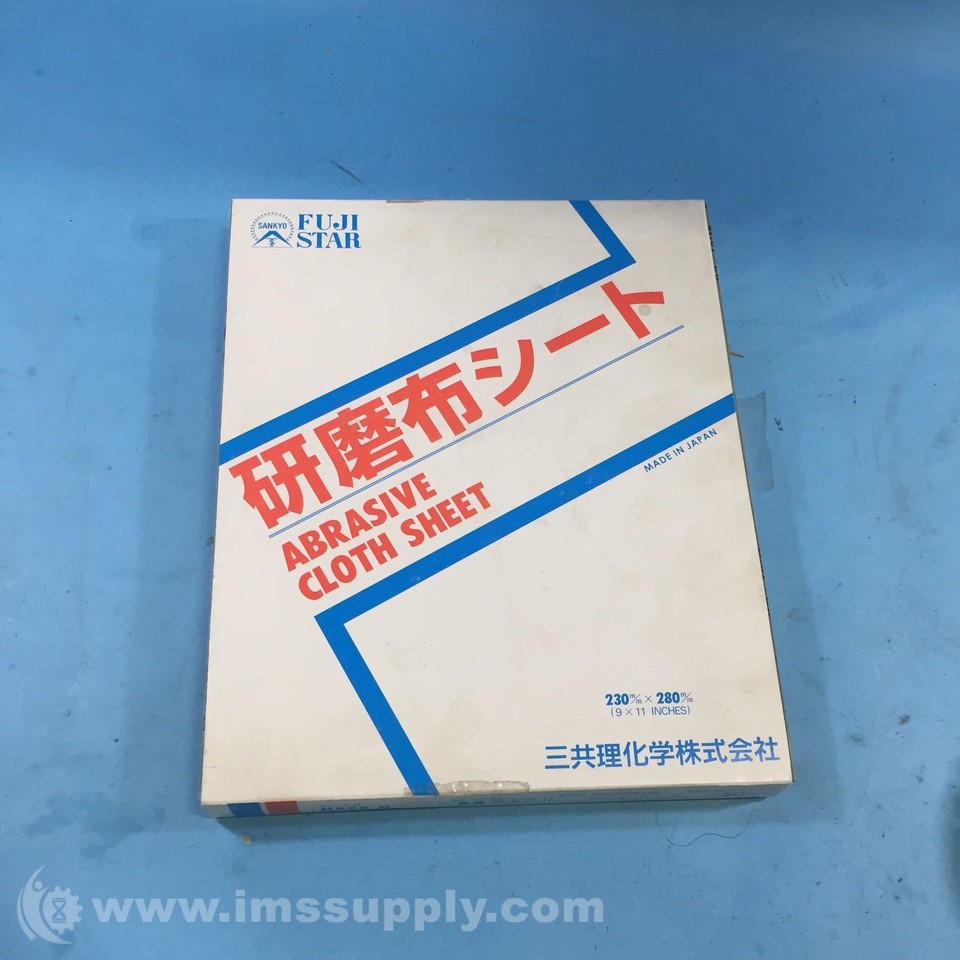 SANKYO
FUJI
STAR
研磨布シート
ABRASIVE
CLOTH SHEET
MADE IN JAPAN
230m/m × 280m/m
(9 × 11 INCHES)
三共理化学株式会社
www.imssupply.com